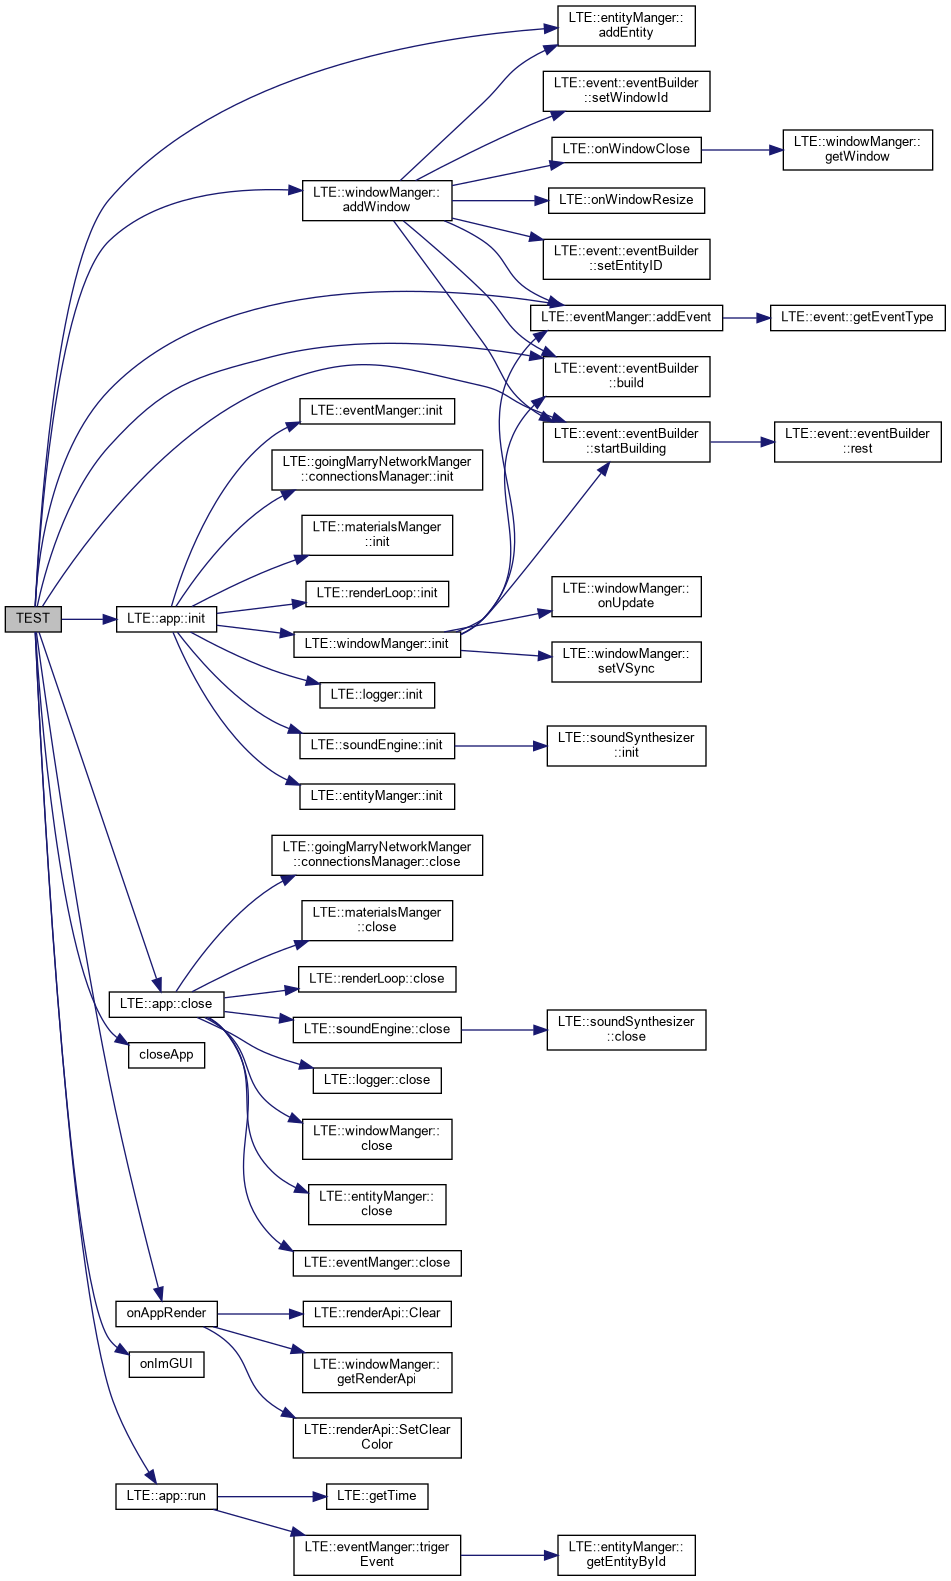 LTE::entityManger::
addEntity
LTE::event::eventBuilder
::setWindowId
LTE::onWindowClose
LTE::windowManger::
getWindow
LTE::windowManger::
addWindow
LTE::onWindowResize
LTE::event::eventBuilder
::setEntityID
LTE::eventManger::addEvent
LTE::event::getEventType
LTE::event::eventBuilder
::build
LTE::eventManger::init
LTE::event::eventBuilder
::startBuilding
LTE::event::eventBuilder
::rest
LTE::goingMarryNetworkManger
::connectionsManager::init
LTE::materialsManger
::init
LTE::renderLoop::init
LTE::windowManger::
onUpdate
TEST
LTE::app::init
LTE::windowManger::init
LTE::windowManger::
setVSync
LTE::logger::init
LTE::soundEngine::init
LTE::soundSynthesizer
::init
LTE::entityManger::init
LTE::goingMarryNetworkManger
::connectionsManager::close
LTE::materialsManger
::close
LTE::renderLoop::close
LTE::app::close
LTE::soundEngine::close
LTE::soundSynthesizer
::close
closeApp
LTE::logger::close
LTE::windowManger::
close
LTE::entityManger::
close
LTE::eventManger::close
onAppRender
LTE::renderApi::Clear
onImGUI
LTE::windowManger::
getRenderApi
LTE::renderApi::SetClear
Color
LTE::app::run
LTE::getTime
LTE::eventManger::triger
Event
LTE::entityManger::
getEntityById